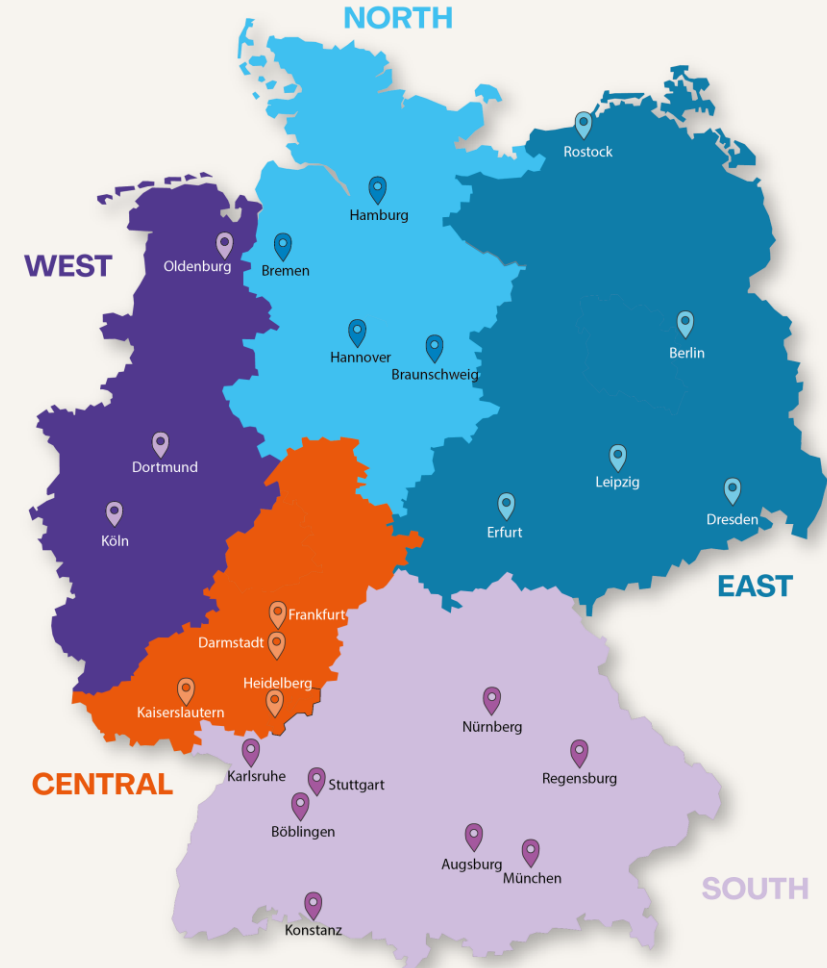 NORTH
Rostock
Hamburg
WEST
Oldenburg
Bremen
Hannover
Berlin
Braunschweig
Dortmund
Leipzig
Köln
Erfurt
Dresden
EAST
Frankfurt
Darmstadt
Heidelberg
Kaiserslautern
Nürnberg
CENTRAL
Karlsruhe
Stuttgart
Regensburg
Böblingen
Augsburg
München
SOUTH
Konstanz